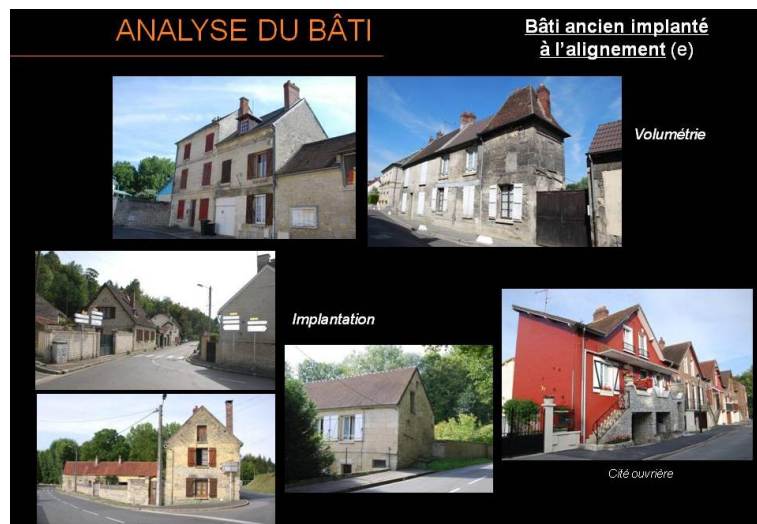 ANALYSE DU BÂTI
Bâti ancien implanté
à l'alignement (e)
Volumétrie
Implantation
Cité ouvrière